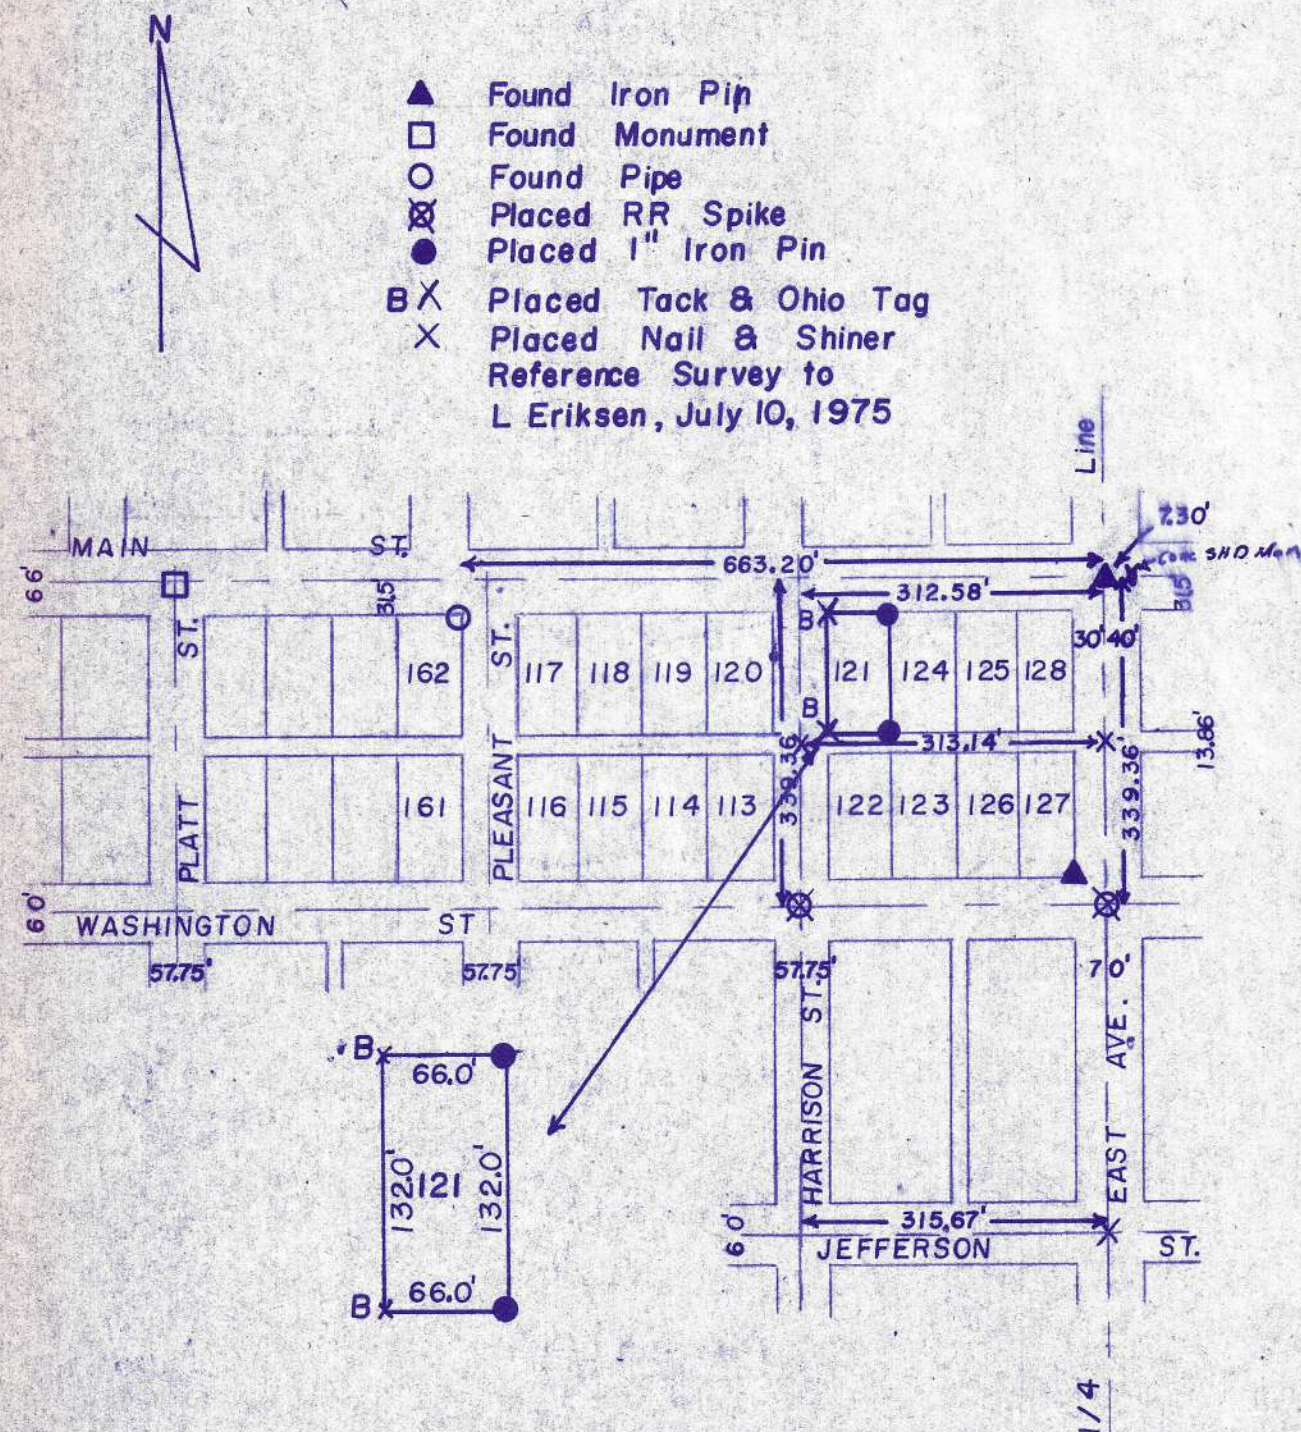 N
Found Iron Pin
Found Monument
Found Pipe
Placed RR Spike
Placed 1" Iron Pin
B X Placed Tack & Ohio Tag
X Placed Nail & Shiner
Reference Survey to
L Eriksen, July 10, 1975
Line
7.30'
MAIN ST.
663.20'
SHD Mon
66'
31.5
312.58'
31.5
B
30' 40'
ST.
162
ST.
117 118 119 120
121 124 125 128
B
313.14'
13.86'
339.36
339.36'
PLATT
161
PLEASANT
116 115 114 113
122 123 126 127
60'
WASHINGTON ST
57.75'
57.75'
57.75'
70'
HARRISON ST.
EAST AVE.
B
66.0'
132.0'
121
132.0'
66.0'
B
60'
315.67'
JEFFERSON ST.
1/4